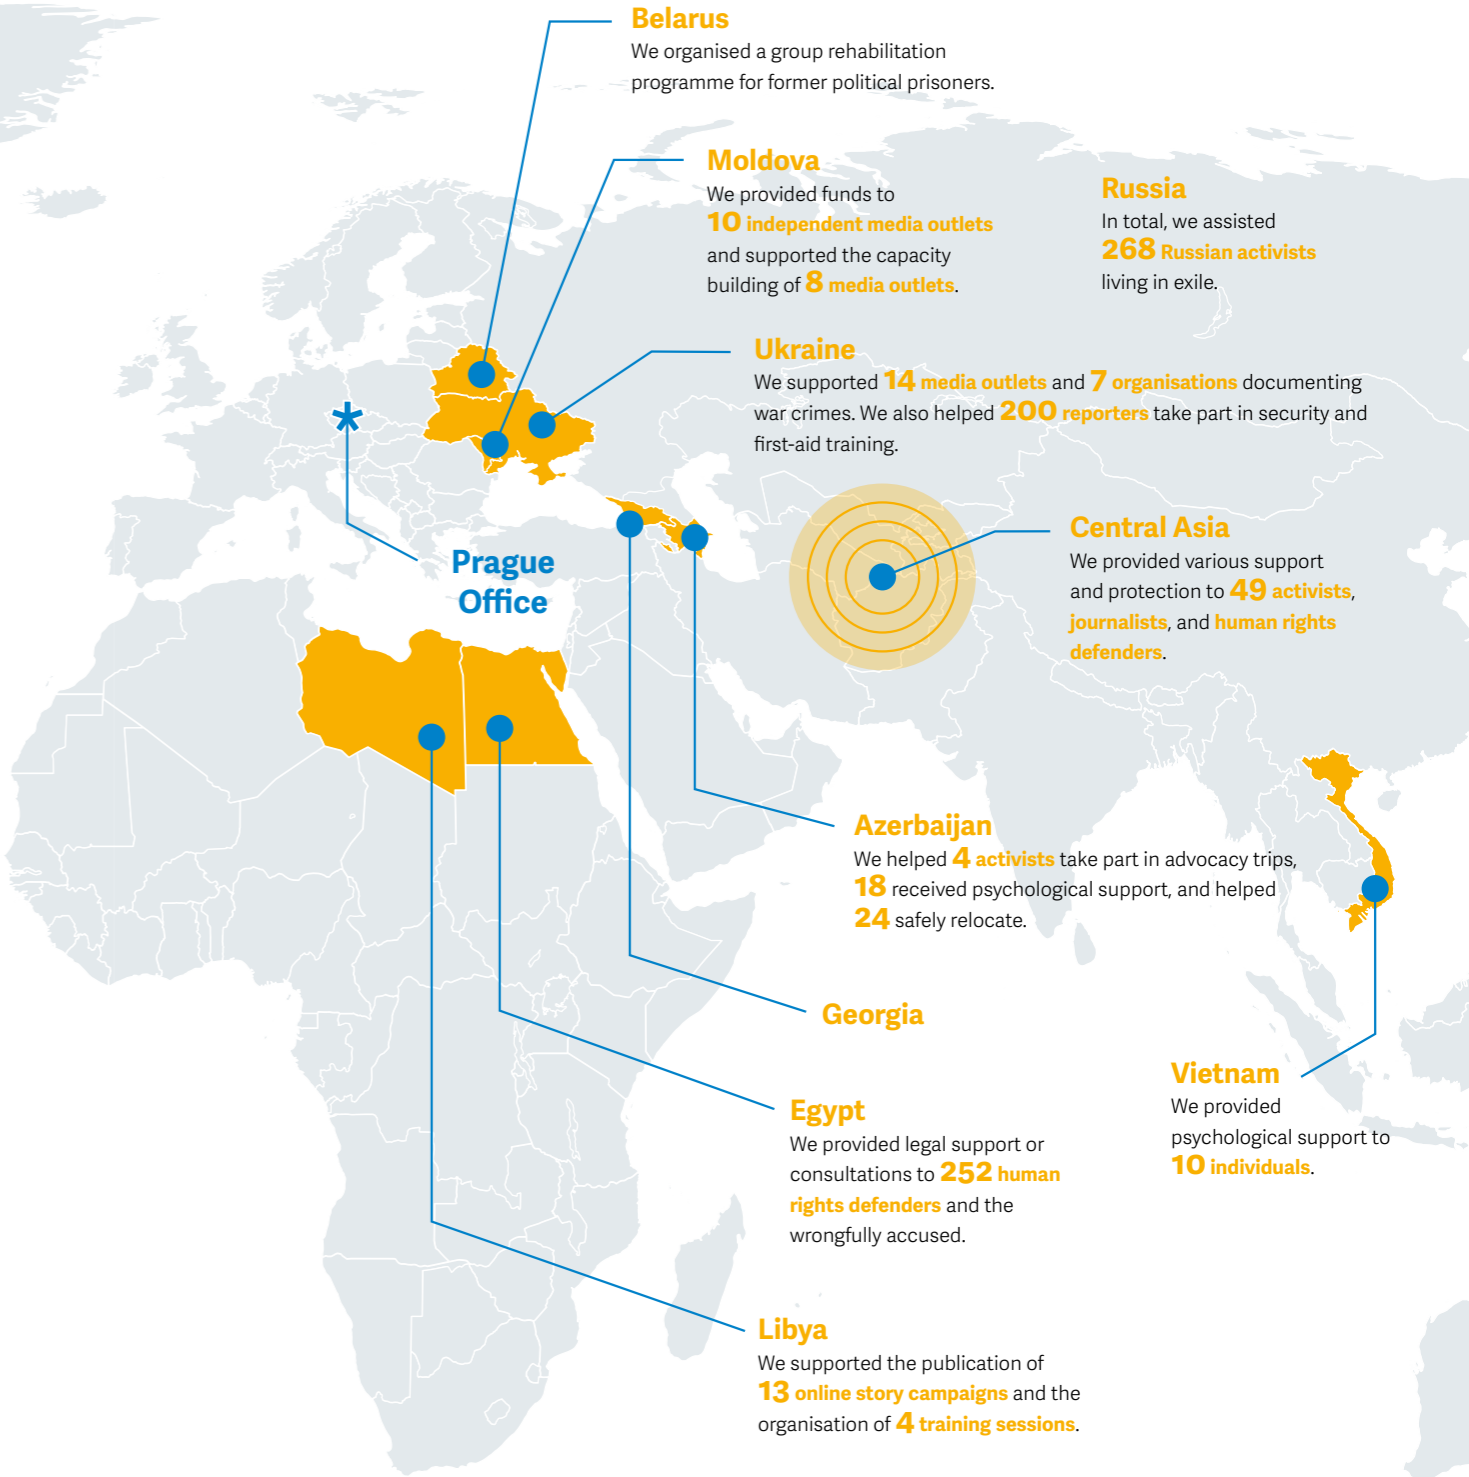 Belarus
We organised a group rehabilitation
programme for former political prisoners.
Moldova
We provided funds to
10 independent media outlets
and supported the capacity
building of 8 media outlets.
Russia
In total, we assisted
268 Russian activists
living in exile.
Ukraine
We supported 14 media outlets and 7 organisations documenting
war crimes. We also helped 200 reporters take part in security and
first-aid training.
*
Prague
Office
Central Asia
We provided various support
and protection to 49 activists,
journalists, and human rights
defenders.
Azerbaijan
We helped 4 activists take part in advocacy trips,
18 received psychological support, and helped
24 safely relocate.
Georgia
Vietnam
We provided
psychological support to
10 individuals.
Egypt
We provided legal support or
consultations to 252 human
rights defenders and the
wrongfully accused.
Libya
We supported the publication of
13 online story campaigns and the
organisation of 4 training sessions.